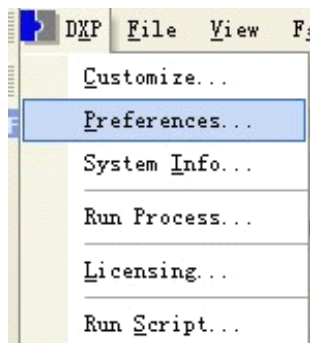 DXP File View
Customize...
Preferences...
System Info...
Run Process...
Licensing...
Run Script...